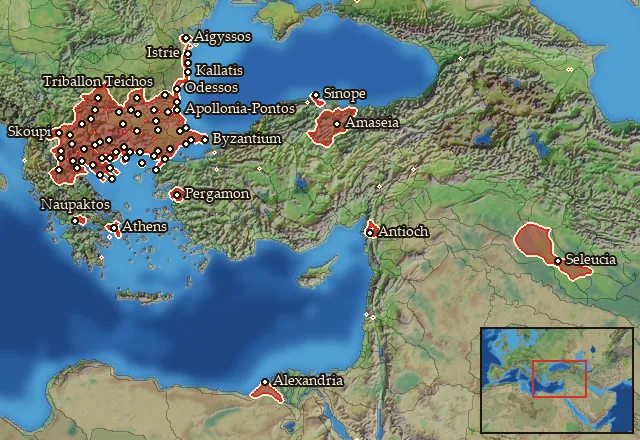 Aigyssos
Istrie
Kallatis
Triballon Teichos
Odessos
Sinope
Apollonia-Pontos
Amaseia
Skoupi
Byzantium
Pergamon
Naupaktos
Athens
Antioch
Seleucia
Alexandria